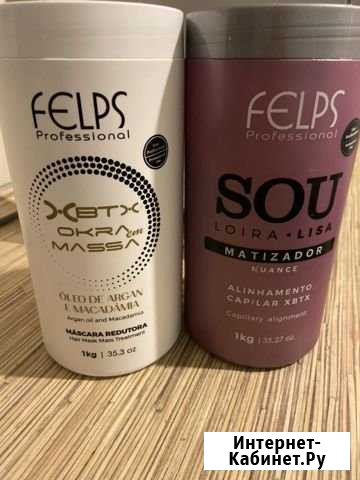 FELPS
Professional
XBTX
OKRA em
MASSA
ÓLEO DE ARGAN
E MACADÂMIA
Argan oil and Macadamia
MÁSCARA REDUTORA
Hair Mask Mass Treatment
1kg | 35.3 oz
FELPS
Professional
SOU
LOIRA + LISA
MATIZADOR
NUANCE
ALINHAMENTO
CAPILAR XBTX
Capillary alignment
1kg | 35.27 oz
Интернет-
Кабинет.Ру